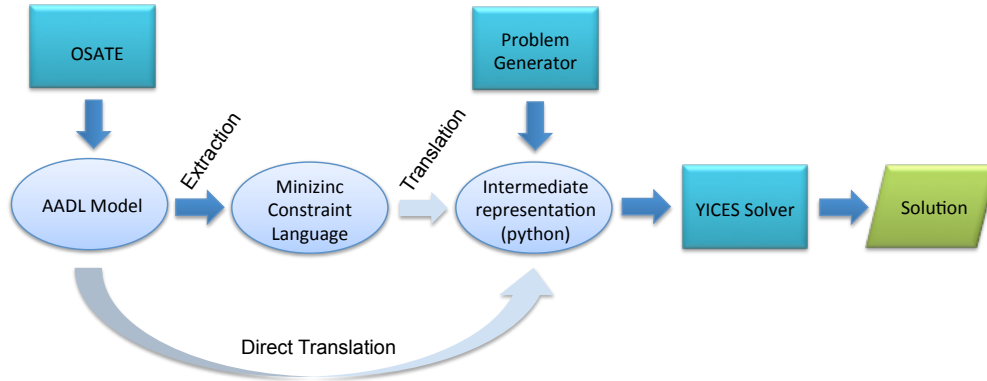 OSATE
Problem
Generator
Extraction
Translation
AADL Model
Minizinc
Constraint
Language
Intermediate
representation
(python)
YICES Solver
Solution
Direct Translation